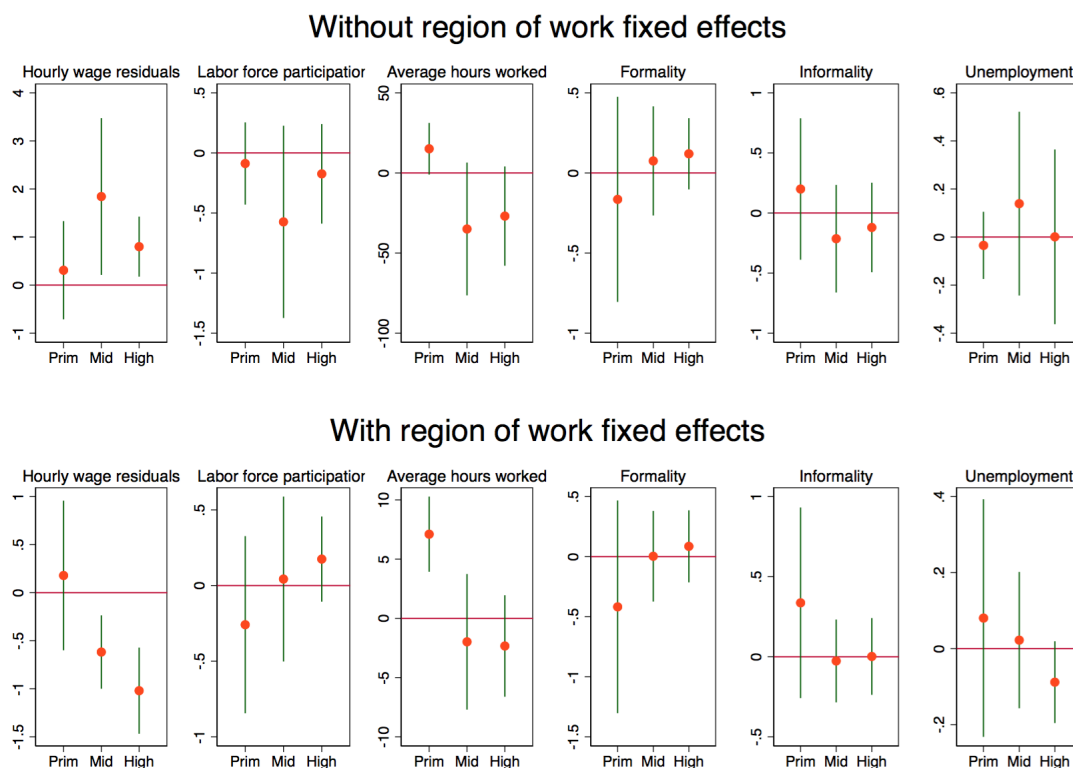 Without region of work fixed effects
Hourly wage residuals Labor force participation Average hours worked Formality Informality Unemployment
4 3 2 1 0 -1
.5 0 -.5 -1 -1.5
50 0 -50 -100
.5 0 -.5 -1
1 .5 0 -.5 -1
.6 .4 .2 0 -.2 -.4
Prim Mid High Prim Mid High Prim Mid High Prim Mid High Prim Mid High Prim Mid High
With region of work fixed effects
Hourly wage residuals Labor force participation Average hours worked Formality Informality Unemployment
1 .5 0 -.5 -1 -1.5
.5 0 -.5 -1
10 5 0 -5 -10
.5 0 -.5 -1 -1.5
1 .5 0 -.5
.4 .2 0 -.2
Prim Mid High Prim Mid High Prim Mid High Prim Mid High Prim Mid High Prim Mid High